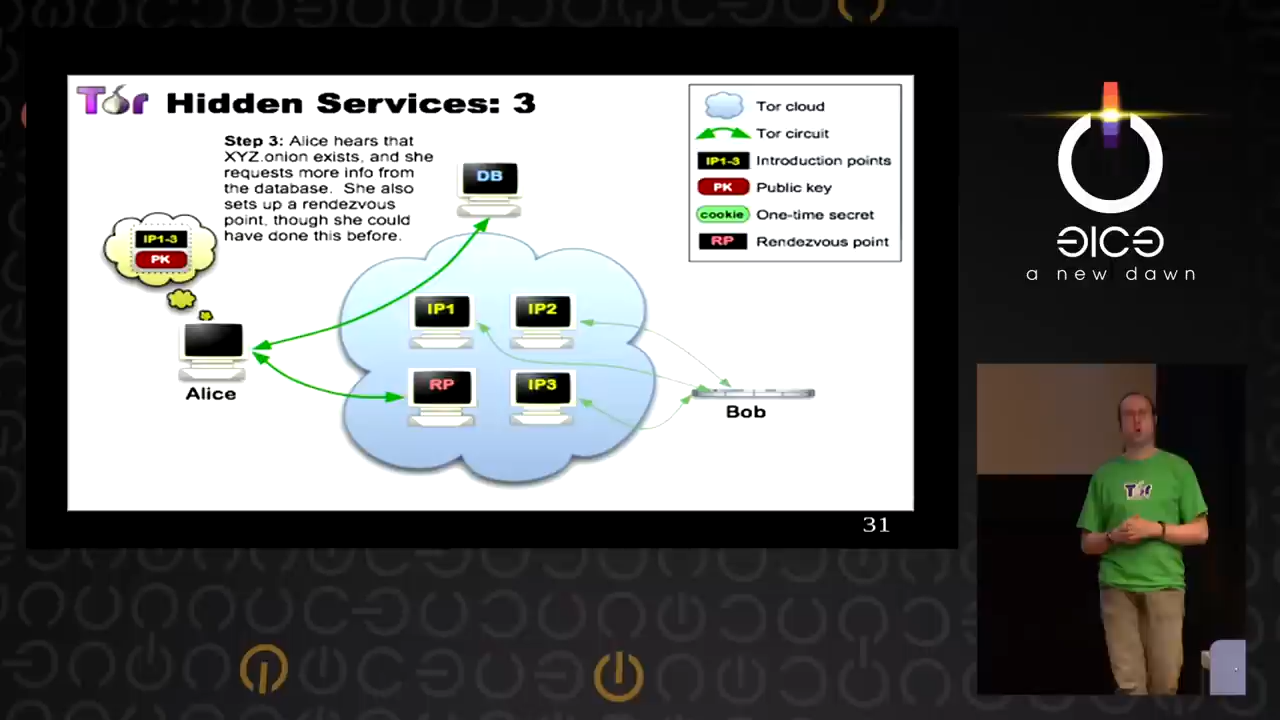 Tor Hidden Services: 3
Step 3: Alice hears that
XYZ.onion exists, and she
requests more info from
the database. She also
sets up a rendezvous
point, though she could
have done this before.
DB
IP1-3
PK
Alice
IP1
IP2
RP
IP3
Bob
Tor cloud
Tor circuit
IP1-3 Introduction points
PK Public key
cookie One-time secret
RP Rendezvous point
31
30C3
a new dawn
Tor